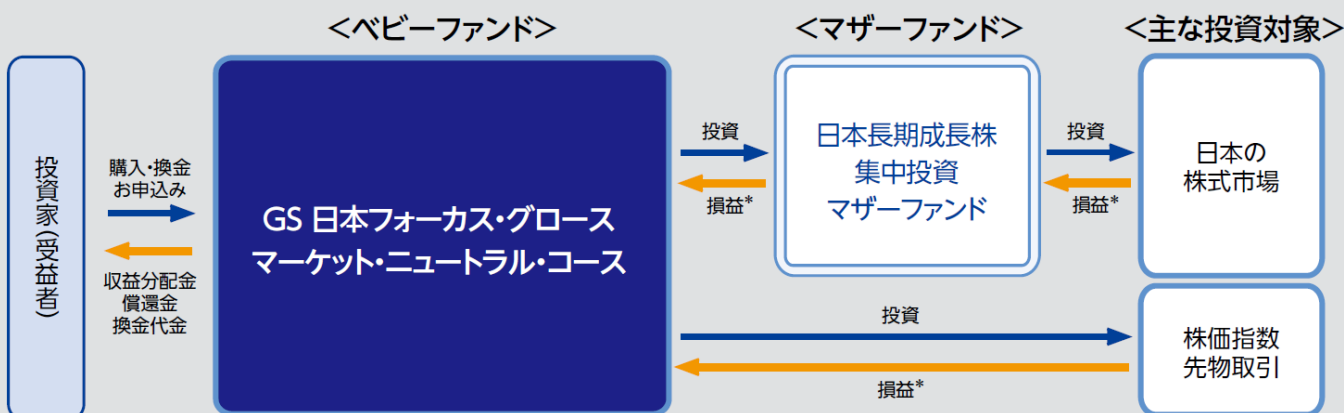 <ベビーファンド>
<マザーファンド>
<主な投資対象>
投資家(受益者)
購入・換金
お申込み
収益分配金
償還金
換金代金
GS 日本フォーカス・グロース
マーケット・ニュートラル・コース
投資
損益*
日本長期成長株
集中投資
マザーファンド
投資
損益*
日本の
株式市場
投資
損益*
株価指数
先物取引